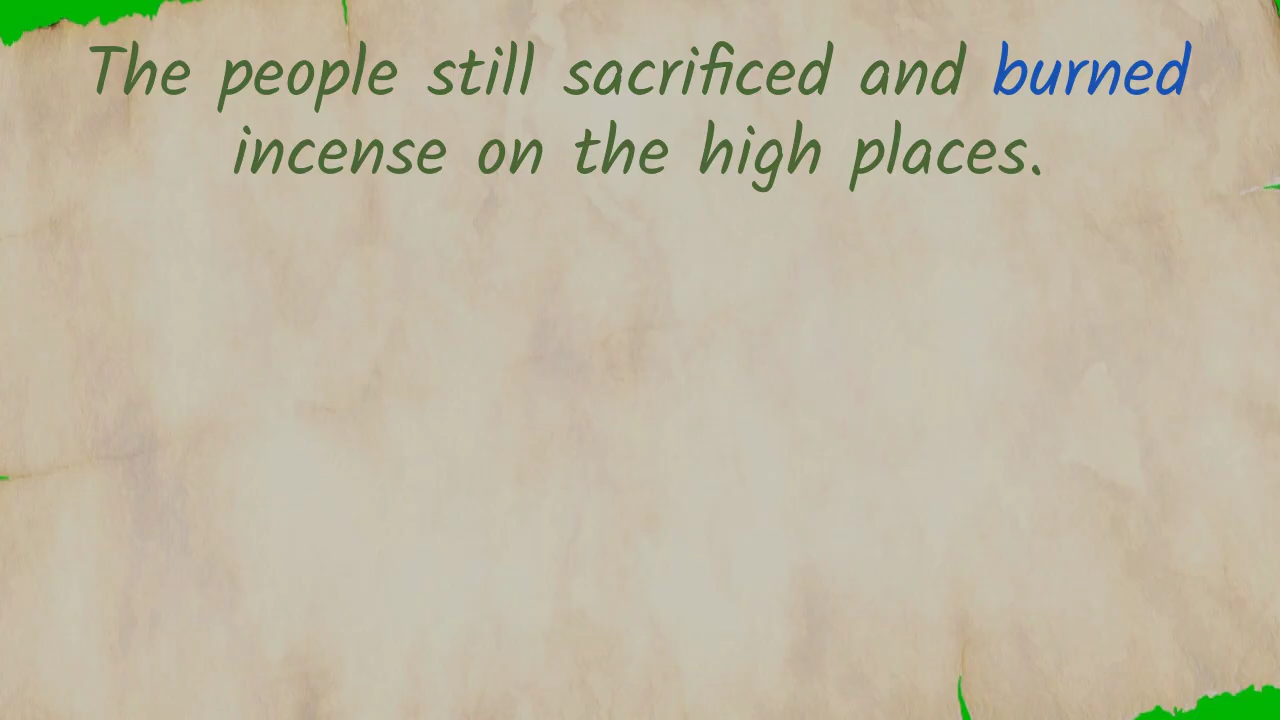 The people still sacrificed and burned
incense on the high places.